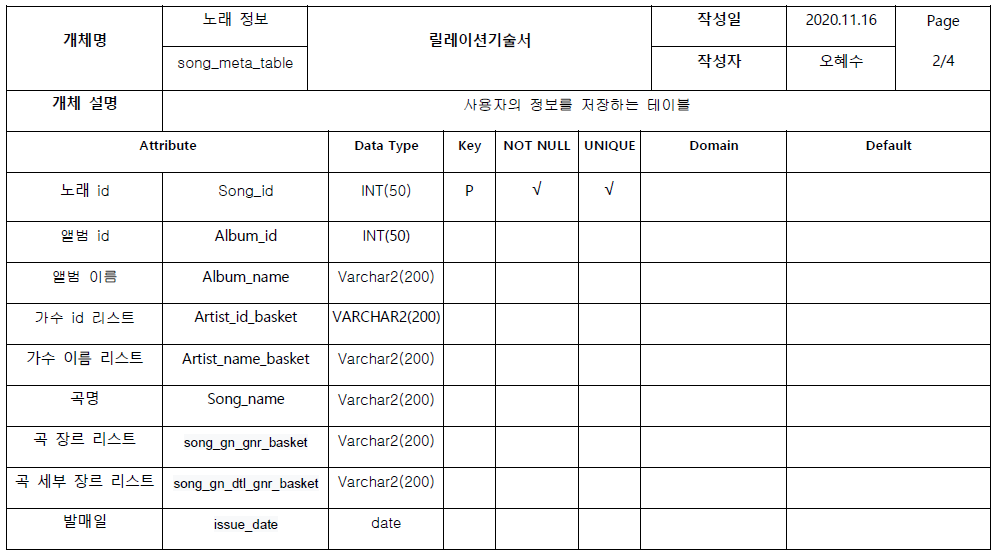 개체명
노래 정보
song_meta_table
릴레이션기술서
작성일
2020.11.16
작성자
오혜수
Page
2/4
개체 설명
사용자의 정보를 저장하는 테이블
Attribute Data Type Key NOT NULL UNIQUE Domain Default
노래 id Song_id INT(50) P √ √
앨범 id Album_id INT(50)
앨범 이름 Album_name Varchar2(200)
가수 id 리스트 Artist_id_basket VARCHAR2(200)
가수 이름 리스트 Artist_name_basket Varchar2(200)
곡명 Song_name Varchar2(200)
곡 장르 리스트 song_gn_gnr_basket Varchar2(200)
곡 세부 장르 리스트 song_gn_dtl_gnr_basket Varchar2(200)
발매일 issue_date date